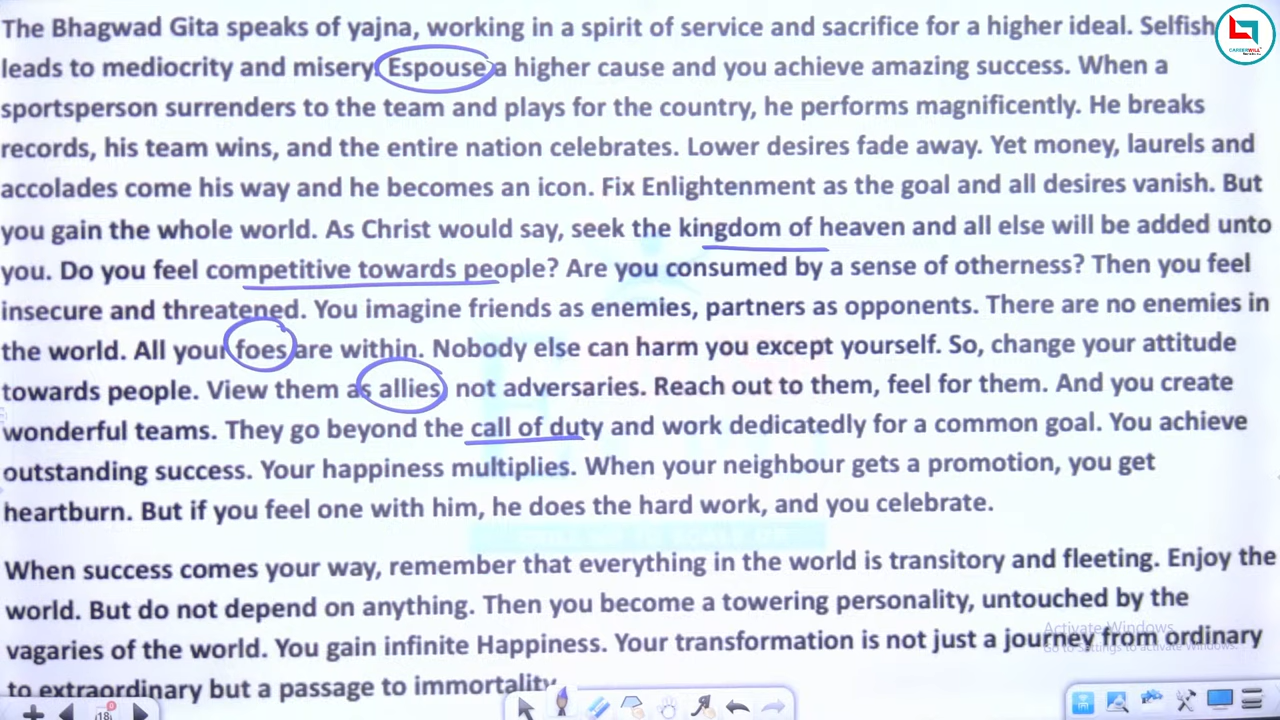 The Bhagwad Gita speaks of yajna, working in a spirit of service and sacrifice for a higher ideal. Selfish
leads to mediocrity and misery. Espouse a higher cause and you achieve amazing success. When a
sportsperson surrenders to the team and plays for the country, he performs magnificently. He breaks
records, his team wins, and the entire nation celebrates. Lower desires fade away. Yet money, laurels and
accolades come his way and he becomes an icon. Fix Enlightenment as the goal and all desires vanish. But
you gain the whole world. As Christ would say, seek the kingdom of heaven and all else will be added unto
you. Do you feel competitive towards people? Are you consumed by a sense of otherness? Then you feel
insecure and threatened. You imagine friends as enemies, partners as opponents. There are no enemies in
the world. All your foes are within. Nobody else can harm you except yourself. So, change your attitude
towards people. View them as allies, not adversaries. Reach out to them, feel for them. And you create
wonderful teams. They go beyond the call of duty and work dedicatedly for a common goal. You achieve
outstanding success. Your happiness multiplies. When your neighbour gets a promotion, you get
heartburn. But if you feel one with him, he does the hard work, and you celebrate.
When success comes your way, remember that everything in the world is transitory and fleeting. Enjoy the
world. But do not depend on anything. Then you become a towering personality, untouched by the
vagaries of the world. You gain infinite Happiness. Your transformation is not just a journey from ordinary
to extraordinary but a passage to immortality.
CAREERWILL
Activate Windows
Go to Settings to activate Windows.
18